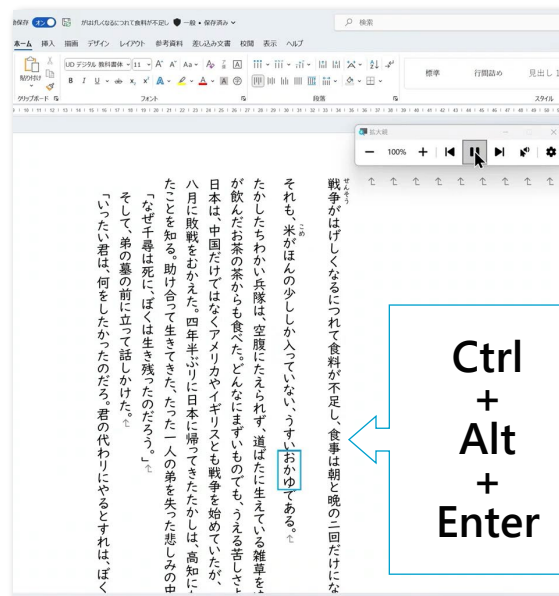 保存 オン がはげしくなるにつれて食料が不足し ● 一般 • 保存済み
検索
ホーム 挿入 描画 デザイン レイアウト 参考資料 差し込み文書 校閲 表示 ヘルプ
貼り付け
UD デジタル 教科書体 11
標準 行間詰め 見出し
クリップボード フォント 段落 スタイル
拡大鏡
100%
戦争がはげしくなるにつれて食料が不足し、食事は朝と晩の二回だけにな
ぜんそう
それも、米がほんの少ししか入っていない、うすいおかゆである。
こめ
たかしたちわかい兵隊は、空腹にたえられず、道ばたに生えている雑草を
が飲んだお茶の茶からも食べた。どんなにまずいものでも、うえる苦しさよ
日本は、中国だけではなくアメリカやイギリスとも戦争を始めていたが、
八月に敗戦をむかえた。四年半ぶりに日本に帰ってきたたかしは、高知に
たことを知る。助け合って生きてきた、たった一人の弟を失った悲しみの中
「なぜ千尋は死に、ぼくは生き残ったのだろう。」
そして、弟の墓の前に立って話しかけた。
「いったい君は、何をしたかったのだろう。君の代わりにやるとすれは、ぼく
Ctrl
+
Alt
+
Enter